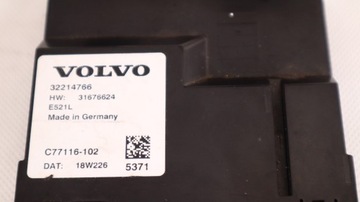 VOLVO
32214766
HW: 31676624
E521L
Made in Germany
C77116-102
DAT: 18W226
5371